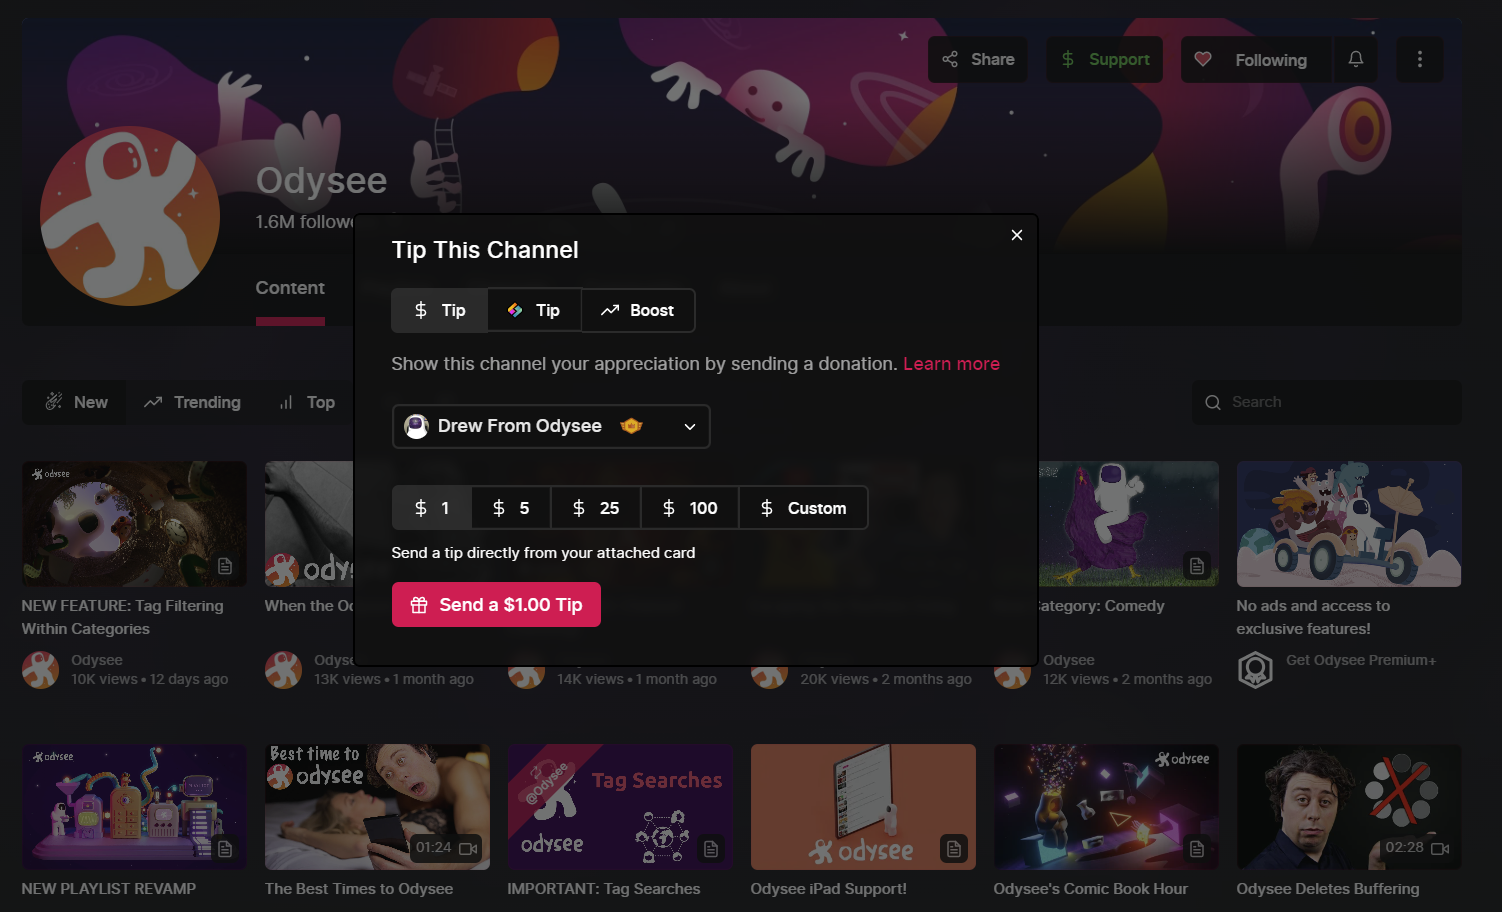 Share
Support
Following
Odysee
1.6M followe
Content
Tip This Channel
Tip
Tip
Boost
Show this channel your appreciation by sending a donation. Learn more
New
Trending
Top
Search
Drew From Odysee
$ 1
$ 5
$ 25
$ 100
$ Custom
Send a tip directly from your attached card
Send a $1.00 Tip
odysee
NEW FEATURE: Tag Filtering
Within Categories
Odysee
10K views • 12 days ago
When the Od
13K views • 1 month ago
14K views • 1 month ago
20K views • 2 months ago
Category: Comedy
Odysee
12K views • 2 months ago
No ads and access to
exclusive features!
Get Odysee Premium+
odysee
NEW PLAYLIST REVAMP
Best time to
odysee
01:24
The Best Times to Odysee
@Odysee
Tag Searches
odysee
IMPORTANT: Tag Searches
odysee
Odysee iPad Support!
odysee
Odysee's Comic Book Hour
02:28
Odysee Deletes Buffering